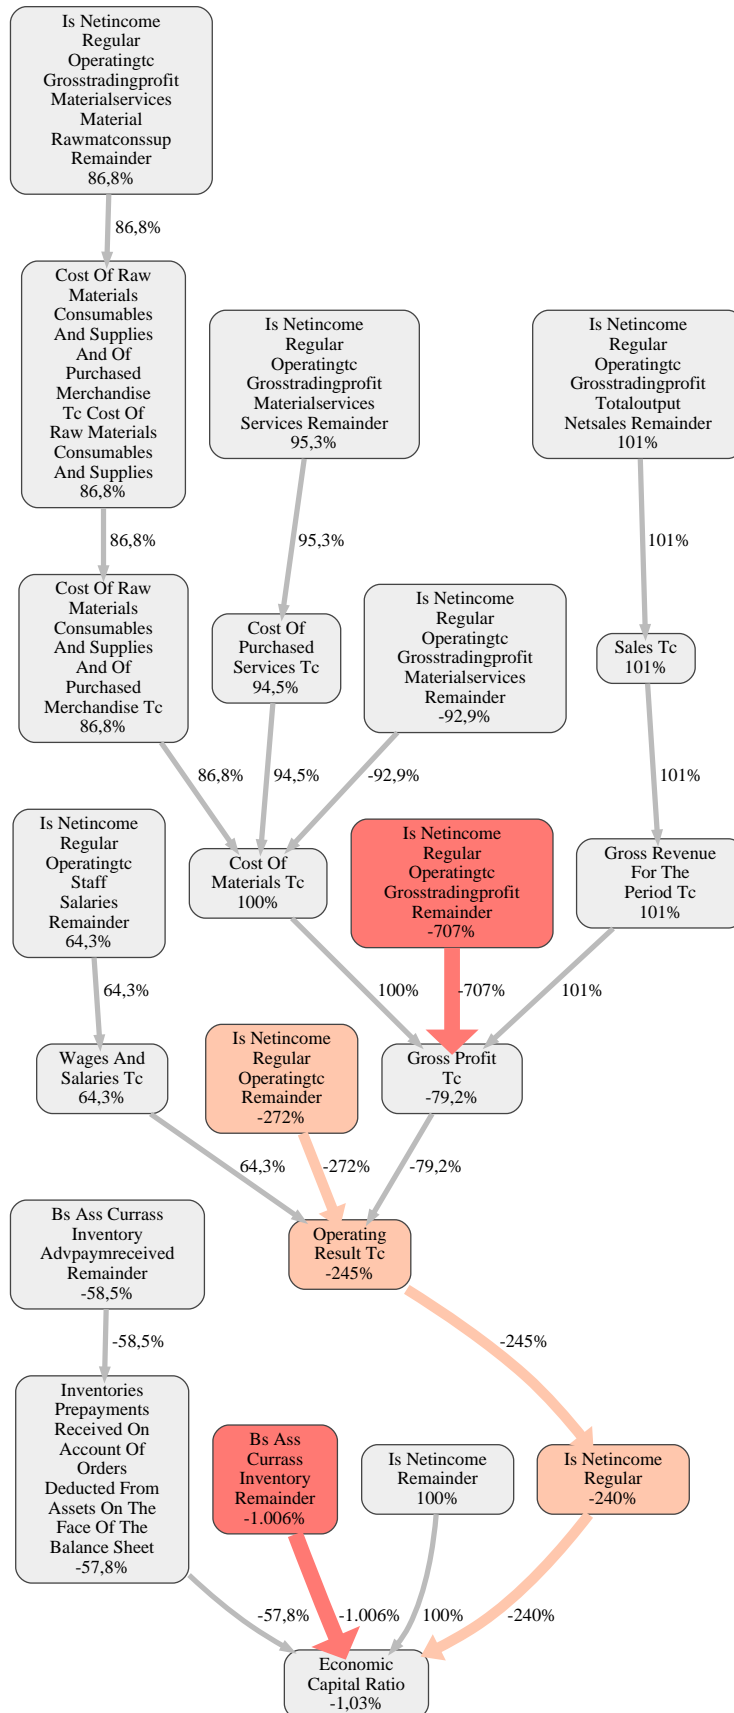 Is Netincome
Regular
Operatingtc
Grosstradingprofit
Materialservices
Material
Rawmatconssup
Remainder
86,8%
86,8%
Cost Of Raw
Materials
Consumables
And Supplies
And Of
Purchased
Merchandise
Tc Cost Of
Raw Materials
Consumables
And Supplies
86,8%
Is Netincome
Regular
Operatingtc
Grosstradingprofit
Materialservices
Services Remainder
95,3%
Is Netincome
Regular
Operatingtc
Grosstradingprofit
Totaloutput
Netsales Remainder
101%
86,8%
95,3%
101%
Cost Of Raw
Materials
Consumables
And Supplies
And Of
Purchased
Merchandise Tc
86,8%
Cost Of
Purchased
Services Tc
94,5%
Is Netincome
Regular
Operatingtc
Grosstradingprofit
Materialservices
Remainder
-92,9%
Sales Tc
101%
86,8%
94,5%
-92,9%
101%
Is Netincome
Regular
Operatingtc
Staff
Salaries
Remainder
64,3%
Cost Of
Materials Tc
100%
Is Netincome
Regular
Operatingtc
Grosstradingprofit
Remainder
-707%
Gross Revenue
For The
Period Tc
101%
64,3%
100%
-707%
101%
Wages And
Salaries Tc
64,3%
Is Netincome
Regular
Operatingtc
Remainder
-272%
Gross Profit
Tc
-79,2%
64,3%
-272%
-79,2%
Bs Ass Currass
Inventory
Advpaymreceived
Remainder
-58,5%
Operating
Result Tc
-245%
-58,5%
-245%
Inventories
Prepayments
Received On
Account Of
Orders
Deducted From
Assets On The
Face Of The
Balance Sheet
-57,8%
Bs Ass
Currass
Inventory
Remainder
-1.006%
Is Netincome
Remainder
100%
Is Netincome
Regular
-240%
-57,8%
-1.006%
100%
-240%
Economic
Capital Ratio
-1,03%